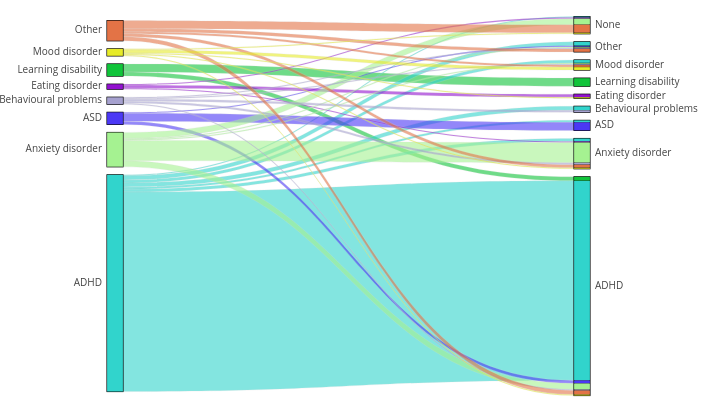 Other
Mood disorder
Learning disability
Eating disorder
Behavioural problems
ASD
Anxiety disorder
ADHD
None
Other
Mood disorder
Learning disability
Eating disorder
Behavioural problems
ASD
Anxiety disorder
ADHD